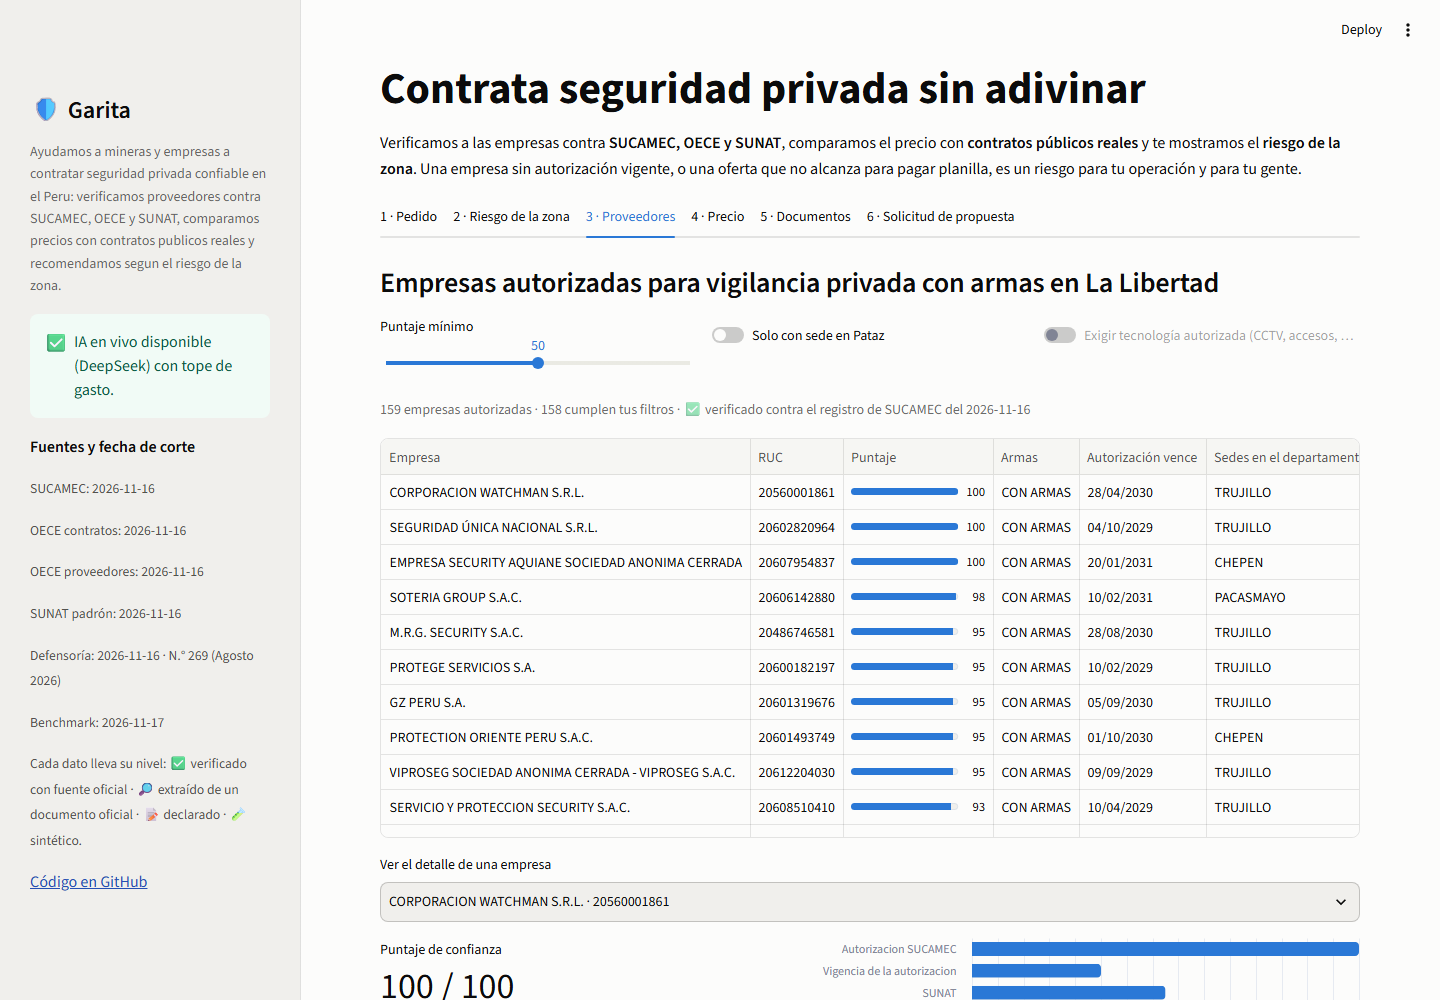 Deploy
Garita
Ayudamos a mineras y empresas a
contratar seguridad privada confiable en
el Peru: verificamos proveedores contra
SUCAMEC, OECE y SUNAT, comparamos
precios con contratos publicos reales y
recomendamos segun el riesgo de la
zona.
IA en vivo disponible
(DeepSeek) con tope de
gasto.
Fuentes y fecha de corte
SUCAMEC: 2026-11-16
OECE contratos: 2026-11-16
OECE proveedores: 2026-11-16
SUNAT padrón: 2026-11-16
Defensoría: 2026-11-16 · N.° 269 (Agosto
2026)
Benchmark: 2026-11-17
Cada dato lleva su nivel: ✅ verificado
con fuente oficial · 🔎 extraído de un
documento oficial · 📝 declarado · 🧪
sintético.
Código en GitHub
Contrata seguridad privada sin adivinar
Verificamos a las empresas contra SUCAMEC, OECE y SUNAT, comparamos el precio con contratos públicos reales y te mostramos el riesgo de la
zona. Una empresa sin autorización vigente, o una oferta que no alcanza para pagar planilla, es un riesgo para tu operación y para tu gente.
1 · Pedido 2 · Riesgo de la zona 3 · Proveedores 4 · Precio 5 · Documentos 6 · Solicitud de propuesta
Empresas autorizadas para vigilancia privada con armas en La Libertad
Puntaje mínimo
50
Solo con sede en Pataz
Exigir tecnología autorizada (CCTV, accesos, …
159 empresas autorizadas · 158 cumplen tus filtros · ✅ verificado contra el registro de SUCAMEC del 2026-11-16
Empresa RUC Puntaje Armas Autorización vence Sedes en el departament
CORPORACION WATCHMAN S.R.L. 20560001861 100 CON ARMAS 28/04/2030 TRUJILLO
SEGURIDAD ÚNICA NACIONAL S.R.L. 20602820964 100 CON ARMAS 04/10/2029 TRUJILLO
EMPRESA SECURITY AQUIANE SOCIEDAD ANONIMA CERRADA 20607954837 100 CON ARMAS 20/01/2031 CHEPEN
SOTERIA GROUP S.A.C. 20606142880 98 CON ARMAS 10/02/2031 PACASMAYO
M.R.G. SECURITY S.A.C. 20486746581 95 CON ARMAS 28/08/2030 TRUJILLO
PROTEGE SERVICIOS S.A. 20600182197 95 CON ARMAS 10/02/2029 TRUJILLO
GZ PERU S.A. 20601319676 95 CON ARMAS 05/09/2030 TRUJILLO
PROTECTION ORIENTE PERU S.A.C. 20601493749 95 CON ARMAS 01/10/2030 CHEPEN
VIPROSEG SOCIEDAD ANONIMA CERRADA - VIPROSEG S.A.C. 20612204030 95 CON ARMAS 09/09/2029 TRUJILLO
SERVICIO Y PROTECCION SECURITY S.A.C. 20608510410 93 CON ARMAS 10/04/2029 TRUJILLO
Ver el detalle de una empresa
CORPORACION WATCHMAN S.R.L. · 20560001861
Puntaje de confianza
100 / 100
Autorizacion SUCAMEC
Vigencia de la autorizacion
SUNAT